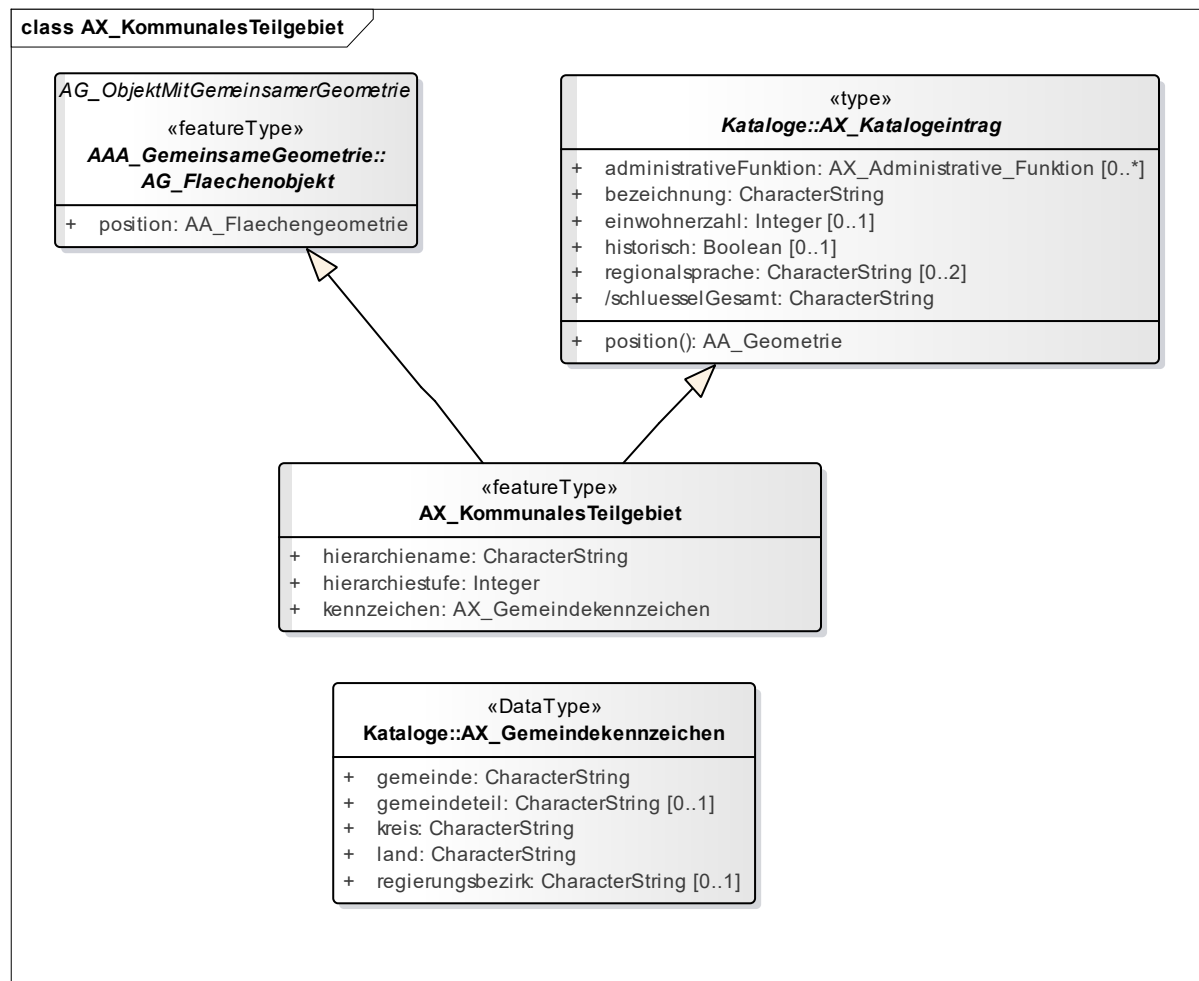 class AX_KommunalesTeilgebiet
AG_ObjektMitGemeinsamerGeometrie
«featureType»
AAA_GemeinsameGeometrie::
AG_Flaechenobjekt
+ position: AA_Flaechengeometrie
«type»
Kataloge::AX_Katalogeintrag
+ administrativeFunktion: AX_Administrative_Funktion [0..*]
+ bezeichnung: CharacterString
+ einwohnerzahl: Integer [0..1]
+ historisch: Boolean [0..1]
+ regionalsprache: CharacterString [0..2]
+ /schluesselGesamt: CharacterString
+ position(): AA_Geometrie
«featureType»
AX_KommunalesTeilgebiet
+ hierarchiename: CharacterString
+ hierarchiestufe: Integer
+ kennzeichen: AX_Gemeindekennzeichen
«DataType»
Kataloge::AX_Gemeindekennzeichen
+ gemeinde: CharacterString
+ gemeindeteil: CharacterString [0..1]
+ kreis: CharacterString
+ land: CharacterString
+ regierungsbezirk: CharacterString [0..1]